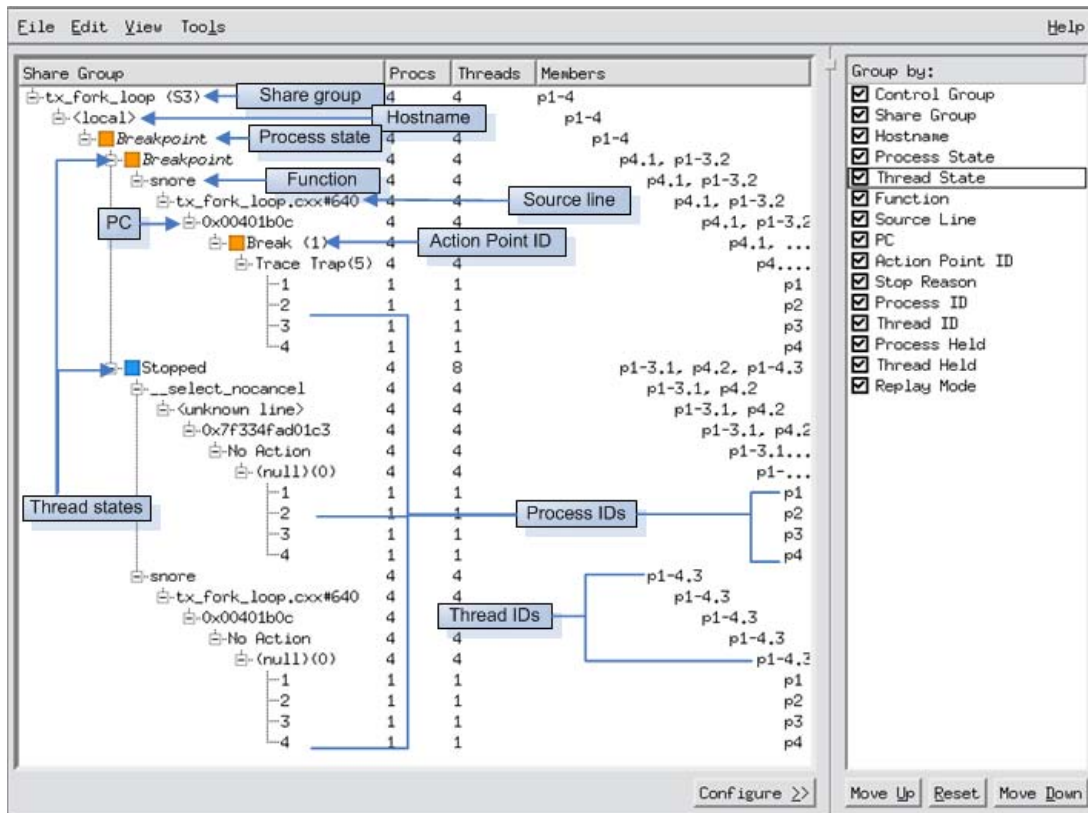 File Edit View Tools Help
Share Group Procs Threads Members
tx_fork_loop (S3) Share group 4 4 p1-4
<local> Hostname p1-4
Breakpoint Process state 4 4 p1-4
Breakpoint 4 4 p4.1, p1-3.2
snore Function 4 4 p4.1, p1-3.2
tx_fork_loop.cxx#640 4 4 Source line p4.1, p1-3.2
PC 0x00401b0c 4 4 p4.1, p1-3.2
Break (1) Action Point ID p4.1, ...
Trace Trap(5) 4 4 p4....
1 1 1 p1
2 1 1 p2
3 1 1 p3
4 1 1 p4
Stopped 4 8 p1-3.1, p4.2, p1-4.3
__select_nocancel 4 4 p1-3.1, p4.2
<unknown line> 4 4 p1-3.1, p4.2
0x7f334fad01c3 4 4 p1-3.1, p4.2
No Action 4 4 p1-3.1...
(null)(0) 4 4 p1-...
1 1 1 p1
Thread states 2 1 1 Process IDs p2
3 1 1 p3
4 1 1 p4
snore 4 4 p1-4.3
tx_fork_loop.cxx#640 4 4 p1-4.3
0x00401b0c 4 Thread IDs p1-4.3
No Action 4 4 p1-4.3
(null)(0) 4 4 p1-4.3
1 1 1 p1
2 1 1 p2
3 1 1 p3
4 1 1 p4
Configure >>
Group by:
Control Group
Share Group
Hostname
Process State
Thread State
Function
Source Line
PC
Action Point ID
Stop Reason
Process ID
Thread ID
Process Held
Thread Held
Replay Mode
Move Up Reset Move Down